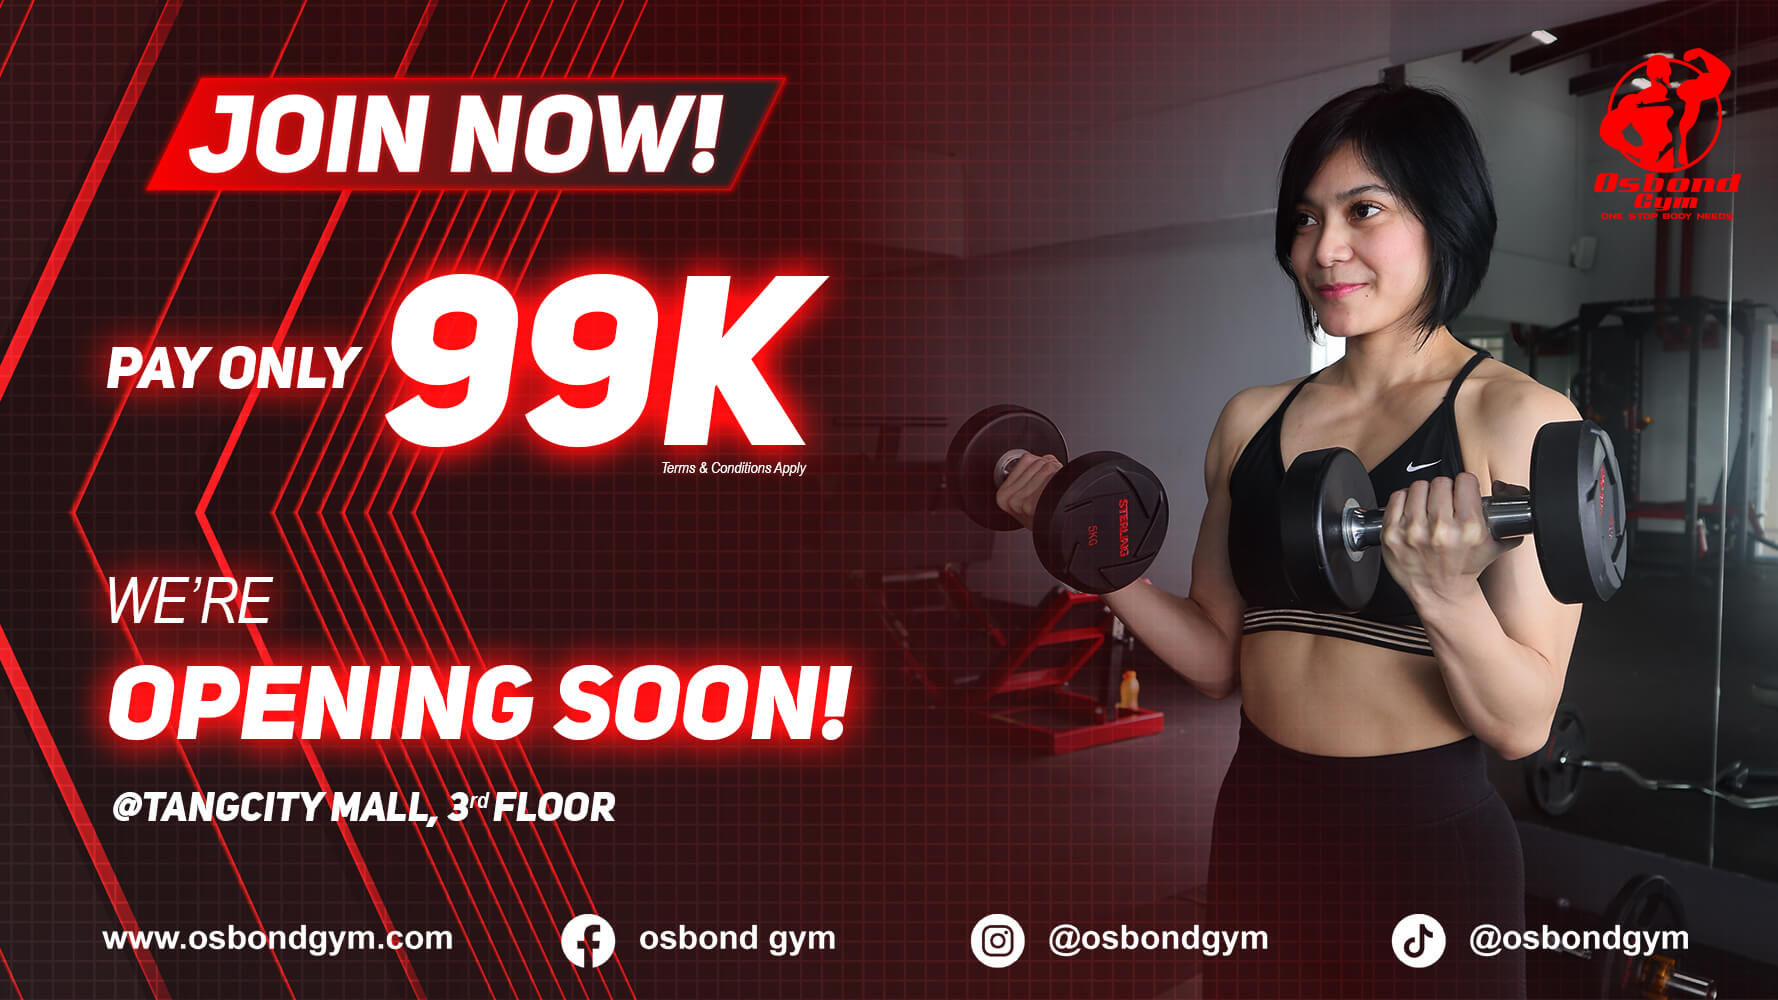 JOIN NOW!
Osbond
Gym
ONE STOP BODY NEEDS
PAY ONLY 99K
Terms & Conditions Apply
STERLING
5KG
WE'RE
OPENING SOON!
@TANGCITY MALL, 3rd FLOOR
www.osbondgym.com
osbond gym
@osbondgym
@osbondgym